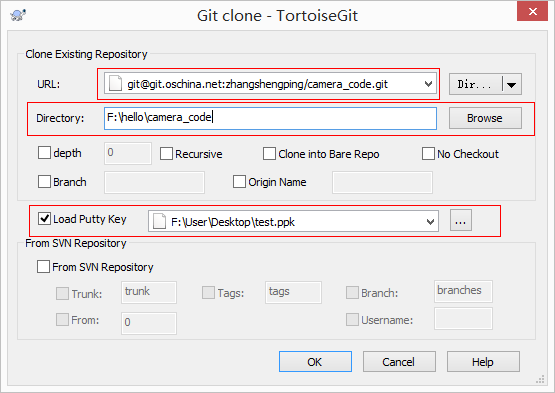 Git clone - TortoiseGit
Clone Existing Repository
URL: git@git.oschina.net:zhangshengping/camera_code.git Dir...
Directory: F:\hello\camera_code Browse
depth 0 Recursive Clone into Bare Repo No Checkout
Branch Origin Name
Load Putty Key F:\User\Desktop\test.ppk ...
From SVN Repository
From SVN Repository
Trunk: trunk Tags: tags Branch: branches
From: 0 Username:
OK Cancel Help